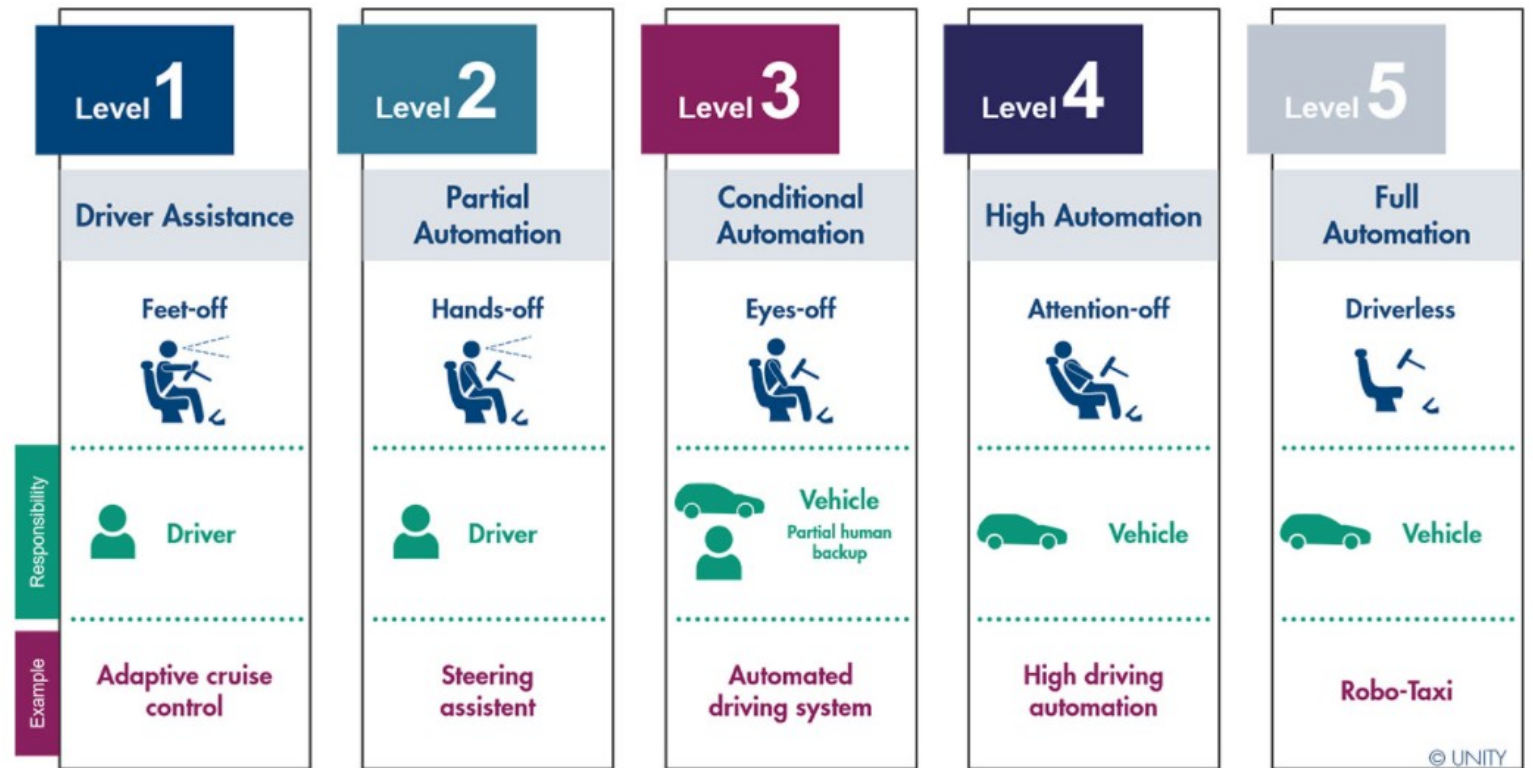 Level 1
Level 2
Level 3
Level 4
Level 5
Driver Assistance
Partial
Automation
Conditional
Automation
High Automation
Full
Automation
Feet-off
Hands-off
Eyes-off
Attention-off
Driverless
Responsibility
Driver
Driver
Vehicle
Partial human
backup
Vehicle
Vehicle
Example
Adaptive cruise
control
Steering
assistent
Automated
driving system
High driving
automation
Robo-Taxi
© UNITY